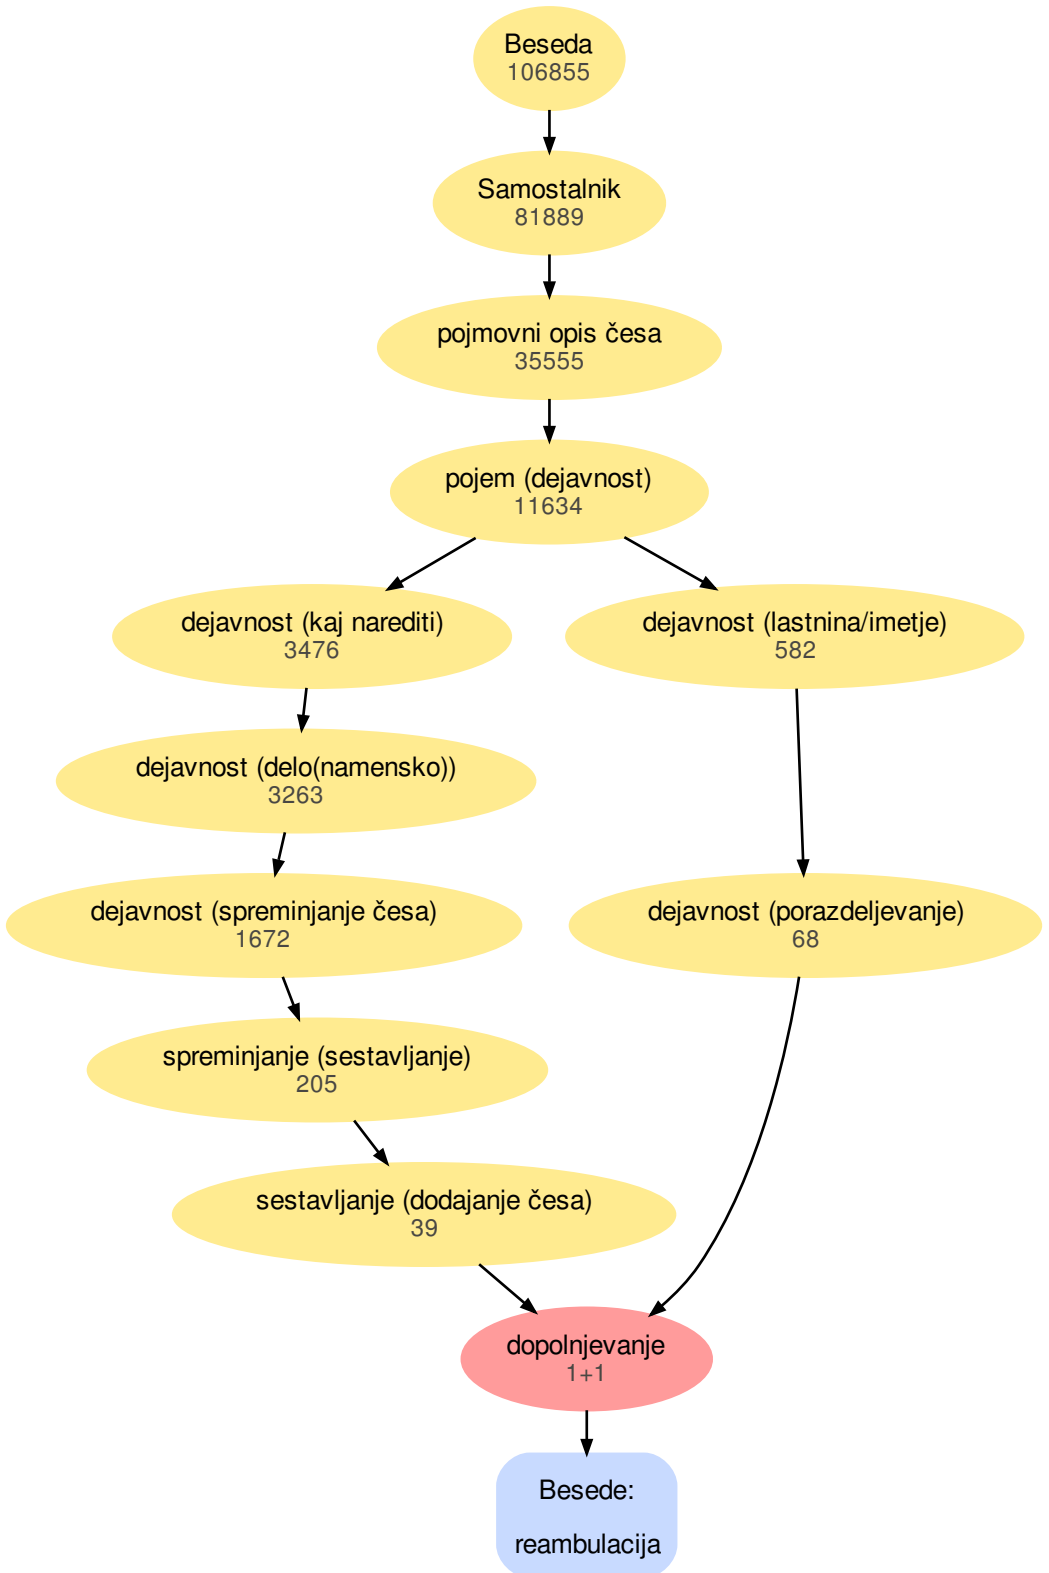 Beseda
106855
Samostalnik
81889
pojmovni opis česa
35555
pojem (dejavnost)
11634
dejavnost (kaj narediti)
3476
dejavnost (lastnina/imetje)
582
dejavnost (delo(namensko))
3263
dejavnost (spreminjanje česa)
1672
dejavnost (porazdeljevanje)
68
spreminjanje (sestavljanje)
205
sestavljanje (dodajanje česa)
39
dopolnjevanje
1+1
Besede:
reambulacija